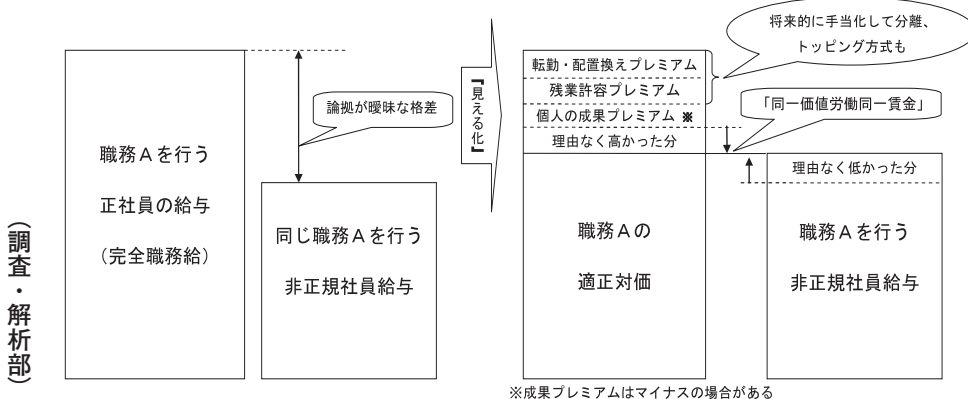 職務Aを行う
正社員の給与
(完全職務給)
論拠が曖昧な格差
同じ職務Aを行う
非正規社員給与
『見える化』
将来的に手当化して分離、
トッピング方式も
転勤・配置換えプレミアム
残業許容プレミアム
個人の成果プレミアム ※
理由なく高かった分
「同一価値労働同一賃金」
職務Aの
適正対価
理由なく低かった分
職務Aを行う
非正規社員給与
※成果プレミアムはマイナスの場合がある
(調査・解析部)